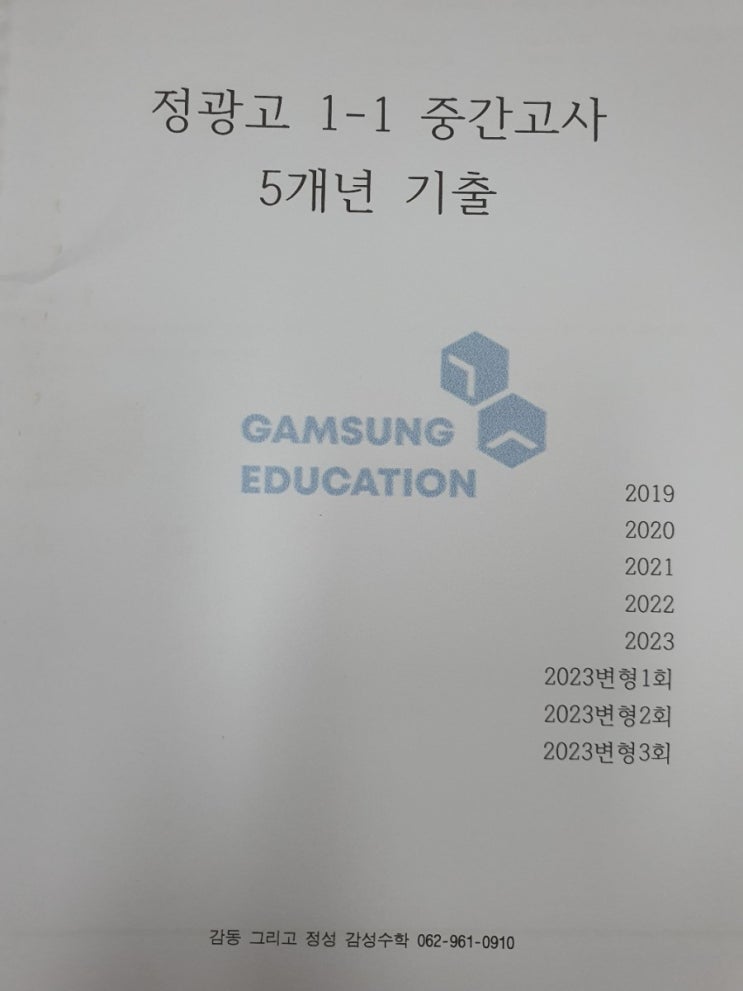 정광고 1-1 중간고사
5개년 기출
GAMSUNG
EDUCATION
2019
2020
2021
2022
2023
2023변형1회
2023변형2회
2023변형3회
감동 그리고 정성 감성수학 062-961-0910